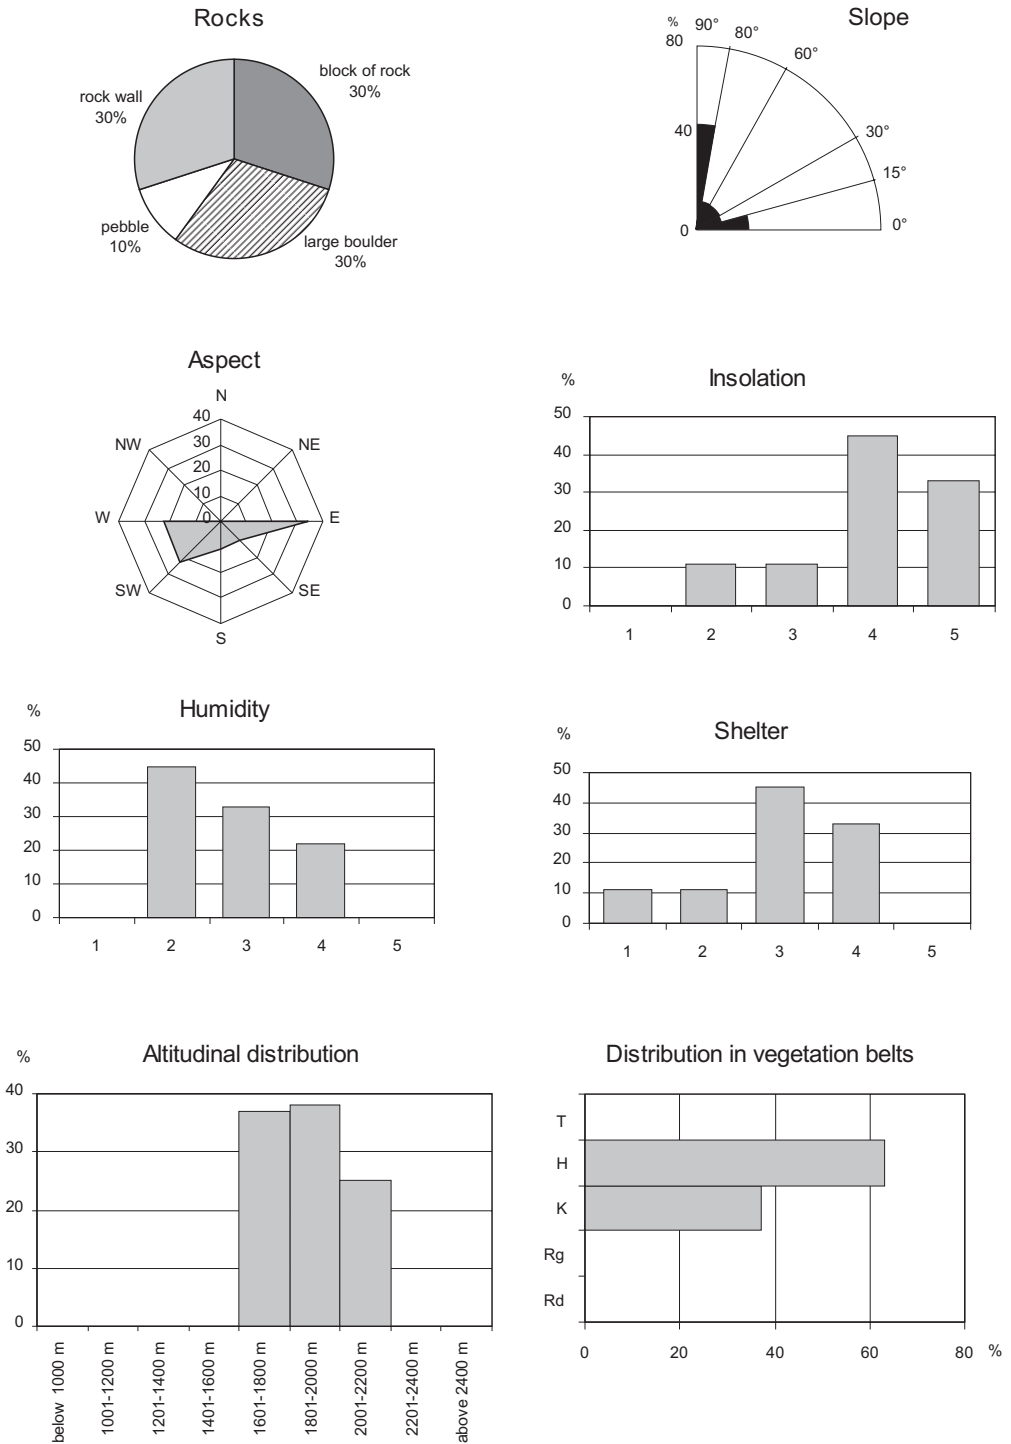 Rocks
block of rock
30%
rock wall
30%
pebble
10%
large boulder
30%
Slope
%
80
40
0
90°
80°
60°
30°
15°
0°
Aspect
N
NE
E
SE
S
SW
W
NW
40
30
20
10
0
Insolation
%
50
40
30
20
10
0
1 2 3 4 5
Humidity
%
50
40
30
20
10
0
1 2 3 4 5
Shelter
%
50
40
30
20
10
0
1 2 3 4 5
Altitudinal distribution
%
40
30
20
10
0
below 1000 m
1001-1200 m
1201-1400 m
1401-1600 m
1601-1800 m
1801-2000 m
2001-2200 m
2201-2400 m
above 2400 m
Distribution in vegetation belts
T
H
K
Rg
Rd
0 20 40 60 80 %